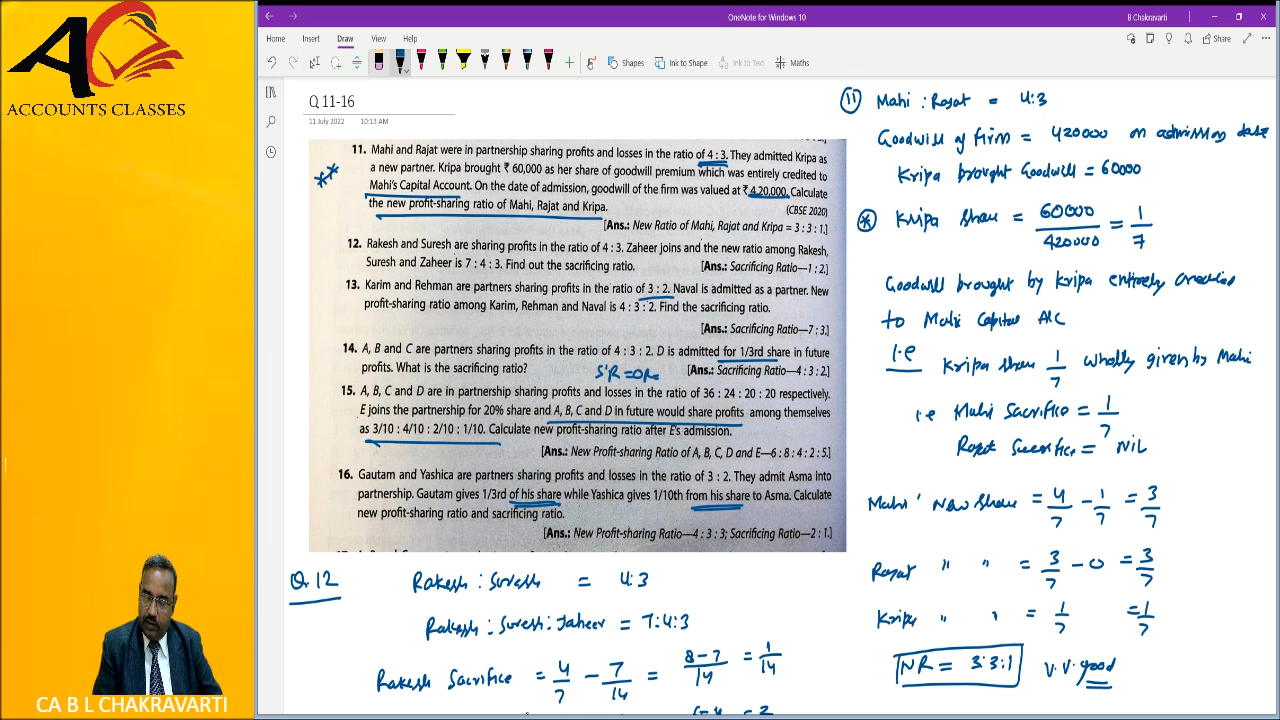 AC
ACCOUNTS CLASSES
CA B L CHAKRAVARTI
OneNote for Windows 10
B Chakravarti
Home Insert Draw View Help
Share
Shapes Ink to Shape Ink to Text Maths
Q 11-16
11 July 2022 10:13 AM
11. Mahi and Rajat were in partnership sharing profits and losses in the ratio of 4 : 3. They admitted Kripa as
a new partner. Kripa brought ₹ 60,000 as her share of goodwill premium which was entirely credited to
Mahi's Capital Account. On the date of admission, goodwill of the firm was valued at ₹ 4,20,000. Calculate
the new profit-sharing ratio of Mahi, Rajat and Kripa. (CBSE 2020)
[Ans.: New Ratio of Mahi, Rajat and Kripa = 3 : 3 : 1.]
12. Rakesh and Suresh are sharing profits in the ratio of 4 : 3. Zaheer joins and the new ratio among Rakesh,
Suresh and Zaheer is 7 : 4 : 3. Find out the sacrificing ratio. [Ans.: Sacrificing Ratio—1 : 2.]
13. Karim and Rehman are partners sharing profits in the ratio of 3 : 2. Naval is admitted as a partner. New
profit-sharing ratio among Karim, Rehman and Naval is 4 : 3 : 2. Find the sacrificing ratio.
[Ans.: Sacrificing Ratio—7 : 3.]
14. A, B and C are partners sharing profits in the ratio of 4 : 3 : 2. D is admitted for 1/3rd share in future
profits. What is the sacrificing ratio? [Ans.: Sacrificing Ratio—4 : 3 : 2.]
15. A, B, C and D are in partnership sharing profits and losses in the ratio of 36 : 24 : 20 : 20 respectively.
E joins the partnership for 20% share and A, B, C and D in future would share profits among themselves
as 3/10 : 4/10 : 2/10 : 1/10. Calculate new profit-sharing ratio after E's admission.
[Ans.: New Profit-sharing Ratio of A, B, C, D and E—6 : 8 : 4 : 2 : 5.]
16. Gautam and Yashica are partners sharing profits and losses in the ratio of 3 : 2. They admit Asma into
partnership. Gautam gives 1/3rd of his share while Yashica gives 1/10th from his share to Asma. Calculate
new profit-sharing ratio and sacrificing ratio.
[Ans.: New Profit-sharing Ratio—4 : 3 : 3; Sacrificing Ratio—2 : 1.]
Q.12 Rakesh : Suresh = 4:3
Rakesh : Suresh : Zaheer = 7:4:3
Rakesh Sacrifice = 4/7 - 7/14 = 8-7/14 = 1/14
(11) Mahi : Rajat = 4:3
Goodwill of firm = 420000 on admission date
Kripa brought Goodwill = 60000
Kripa Share = 60000/420000 = 1/7
Goodwill brought by Kripa entirely credited
to Mahi Capital A/C
i.e Kripa share 1/7 wholly given by Mahi
i.e Mahi Sacrifice = 1/7
Rajat Sacrifice = NIL
Mahi' New Share = 4/7 - 1/7 = 3/7
Rajat " " = 3/7 - 0 = 3/7
Kripa " " = 1/7 = 1/7
NR = 3:3:1 V.V.good